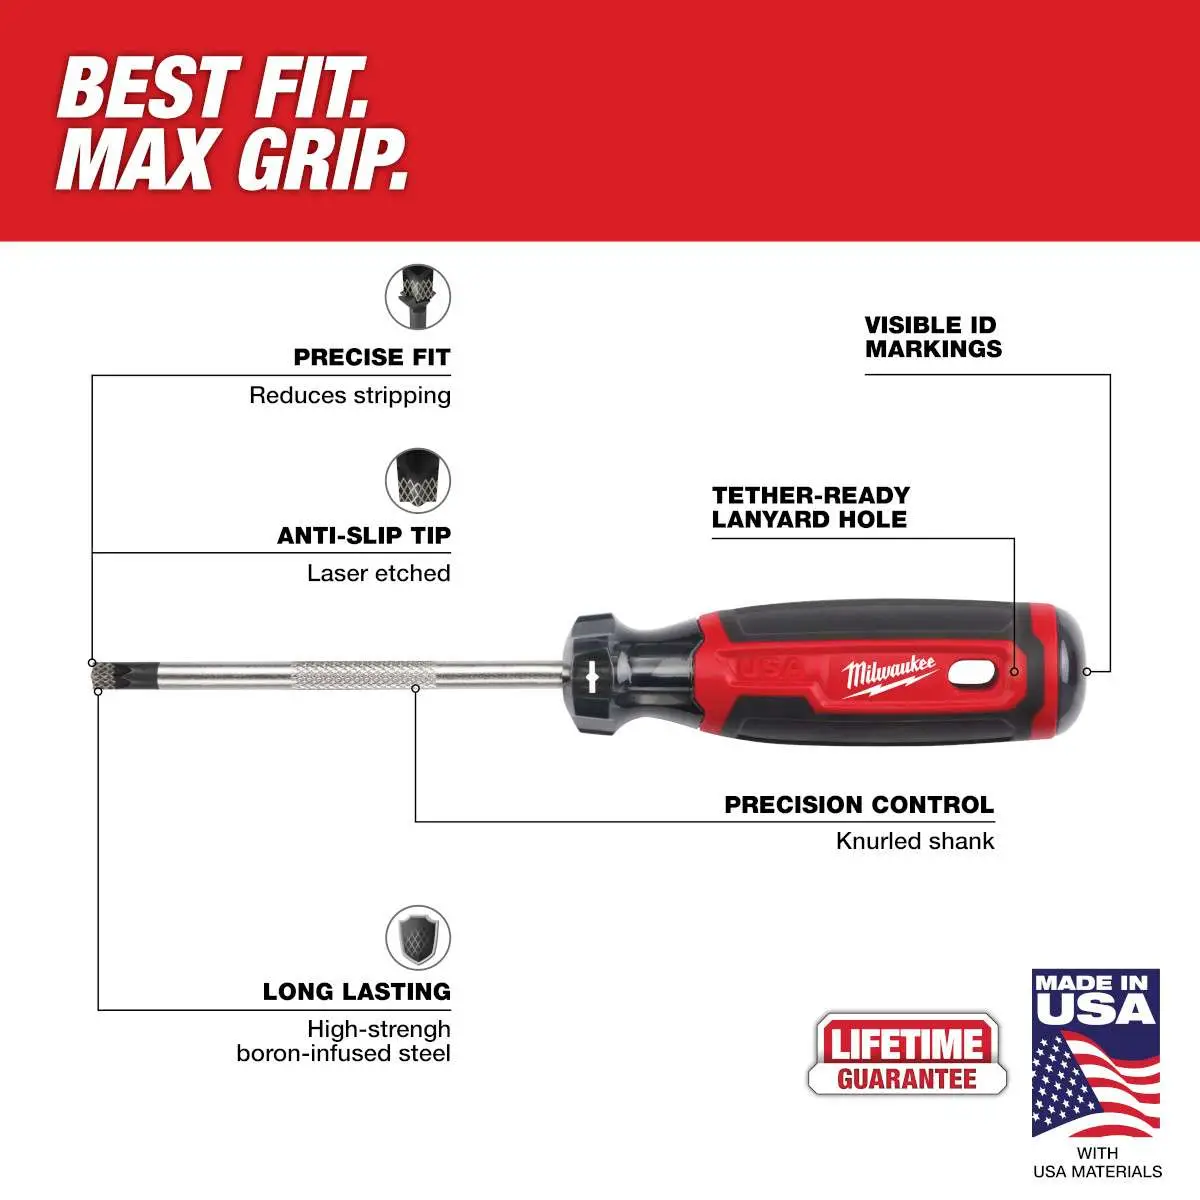 BEST FIT.
MAX GRIP.
PRECISE FIT
Reduces stripping
VISIBLE ID
MARKINGS
ANTI-SLIP TIP
Laser etched
TETHER-READY
LANYARD HOLE
USA
Milwaukee
PRECISION CONTROL
Knurled shank
LONG LASTING
High-strengh
boron-infused steel
LIFETIME
GUARANTEE
MADE IN
USA
WITH
USA MATERIALS